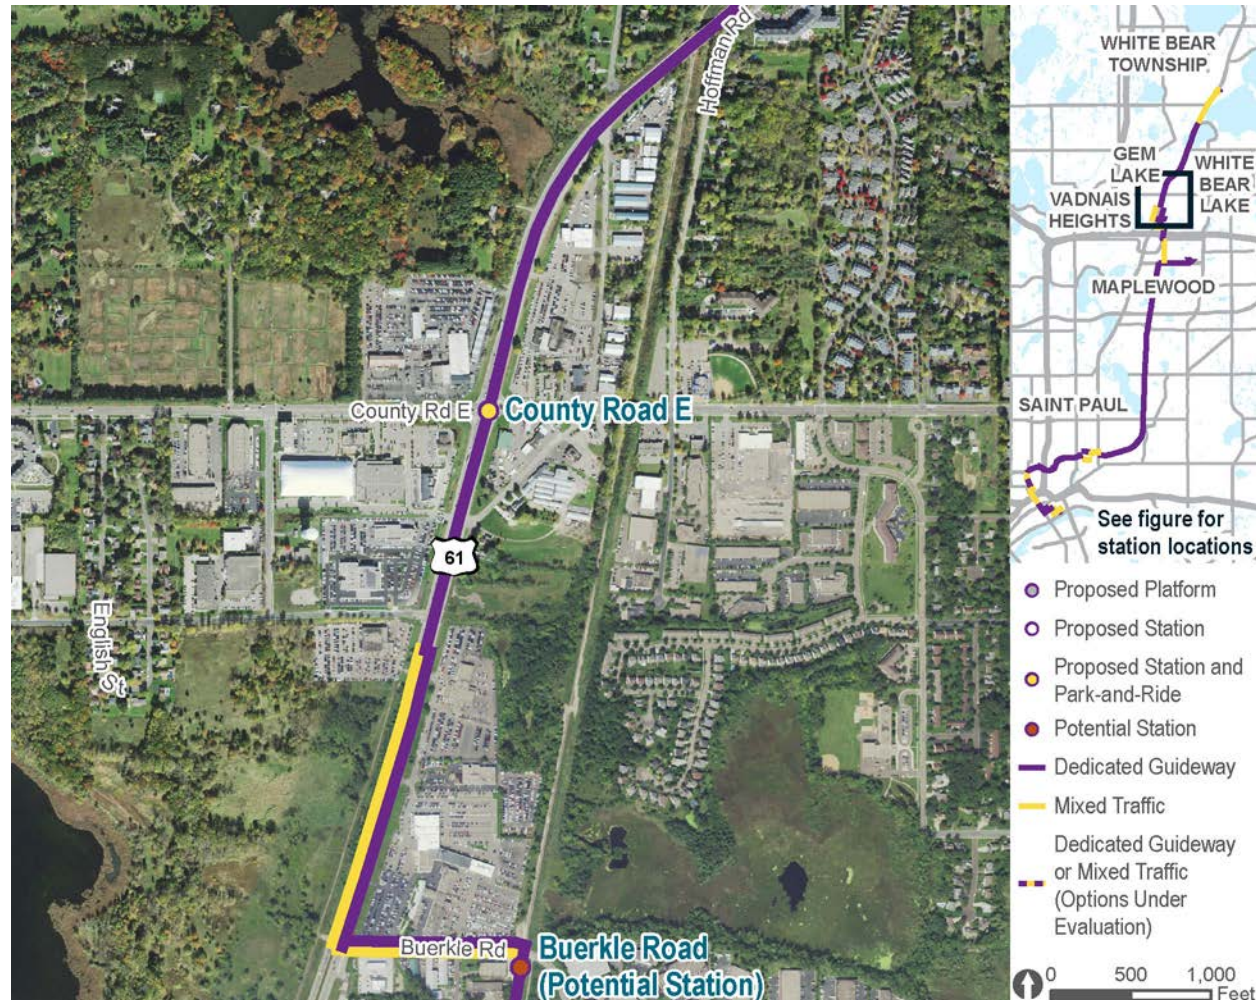 Hoffman Rd
County Rd E
County Road E
61
English St
Buerkle Rd
Buerkle Road
(Potential Station)
WHITE BEAR
TOWNSHIP
GEM
LAKE
WHITE
BEAR
LAKE
VADNAIS
HEIGHTS
MAPLEWOOD
SAINT PAUL
See figure for
station locations
Proposed Platform
Proposed Station
Proposed Station and
Park-and-Ride
Potential Station
Dedicated Guideway
Mixed Traffic
Dedicated Guideway
or Mixed Traffic
(Options Under
Evaluation)
0 500 1,000
Feet